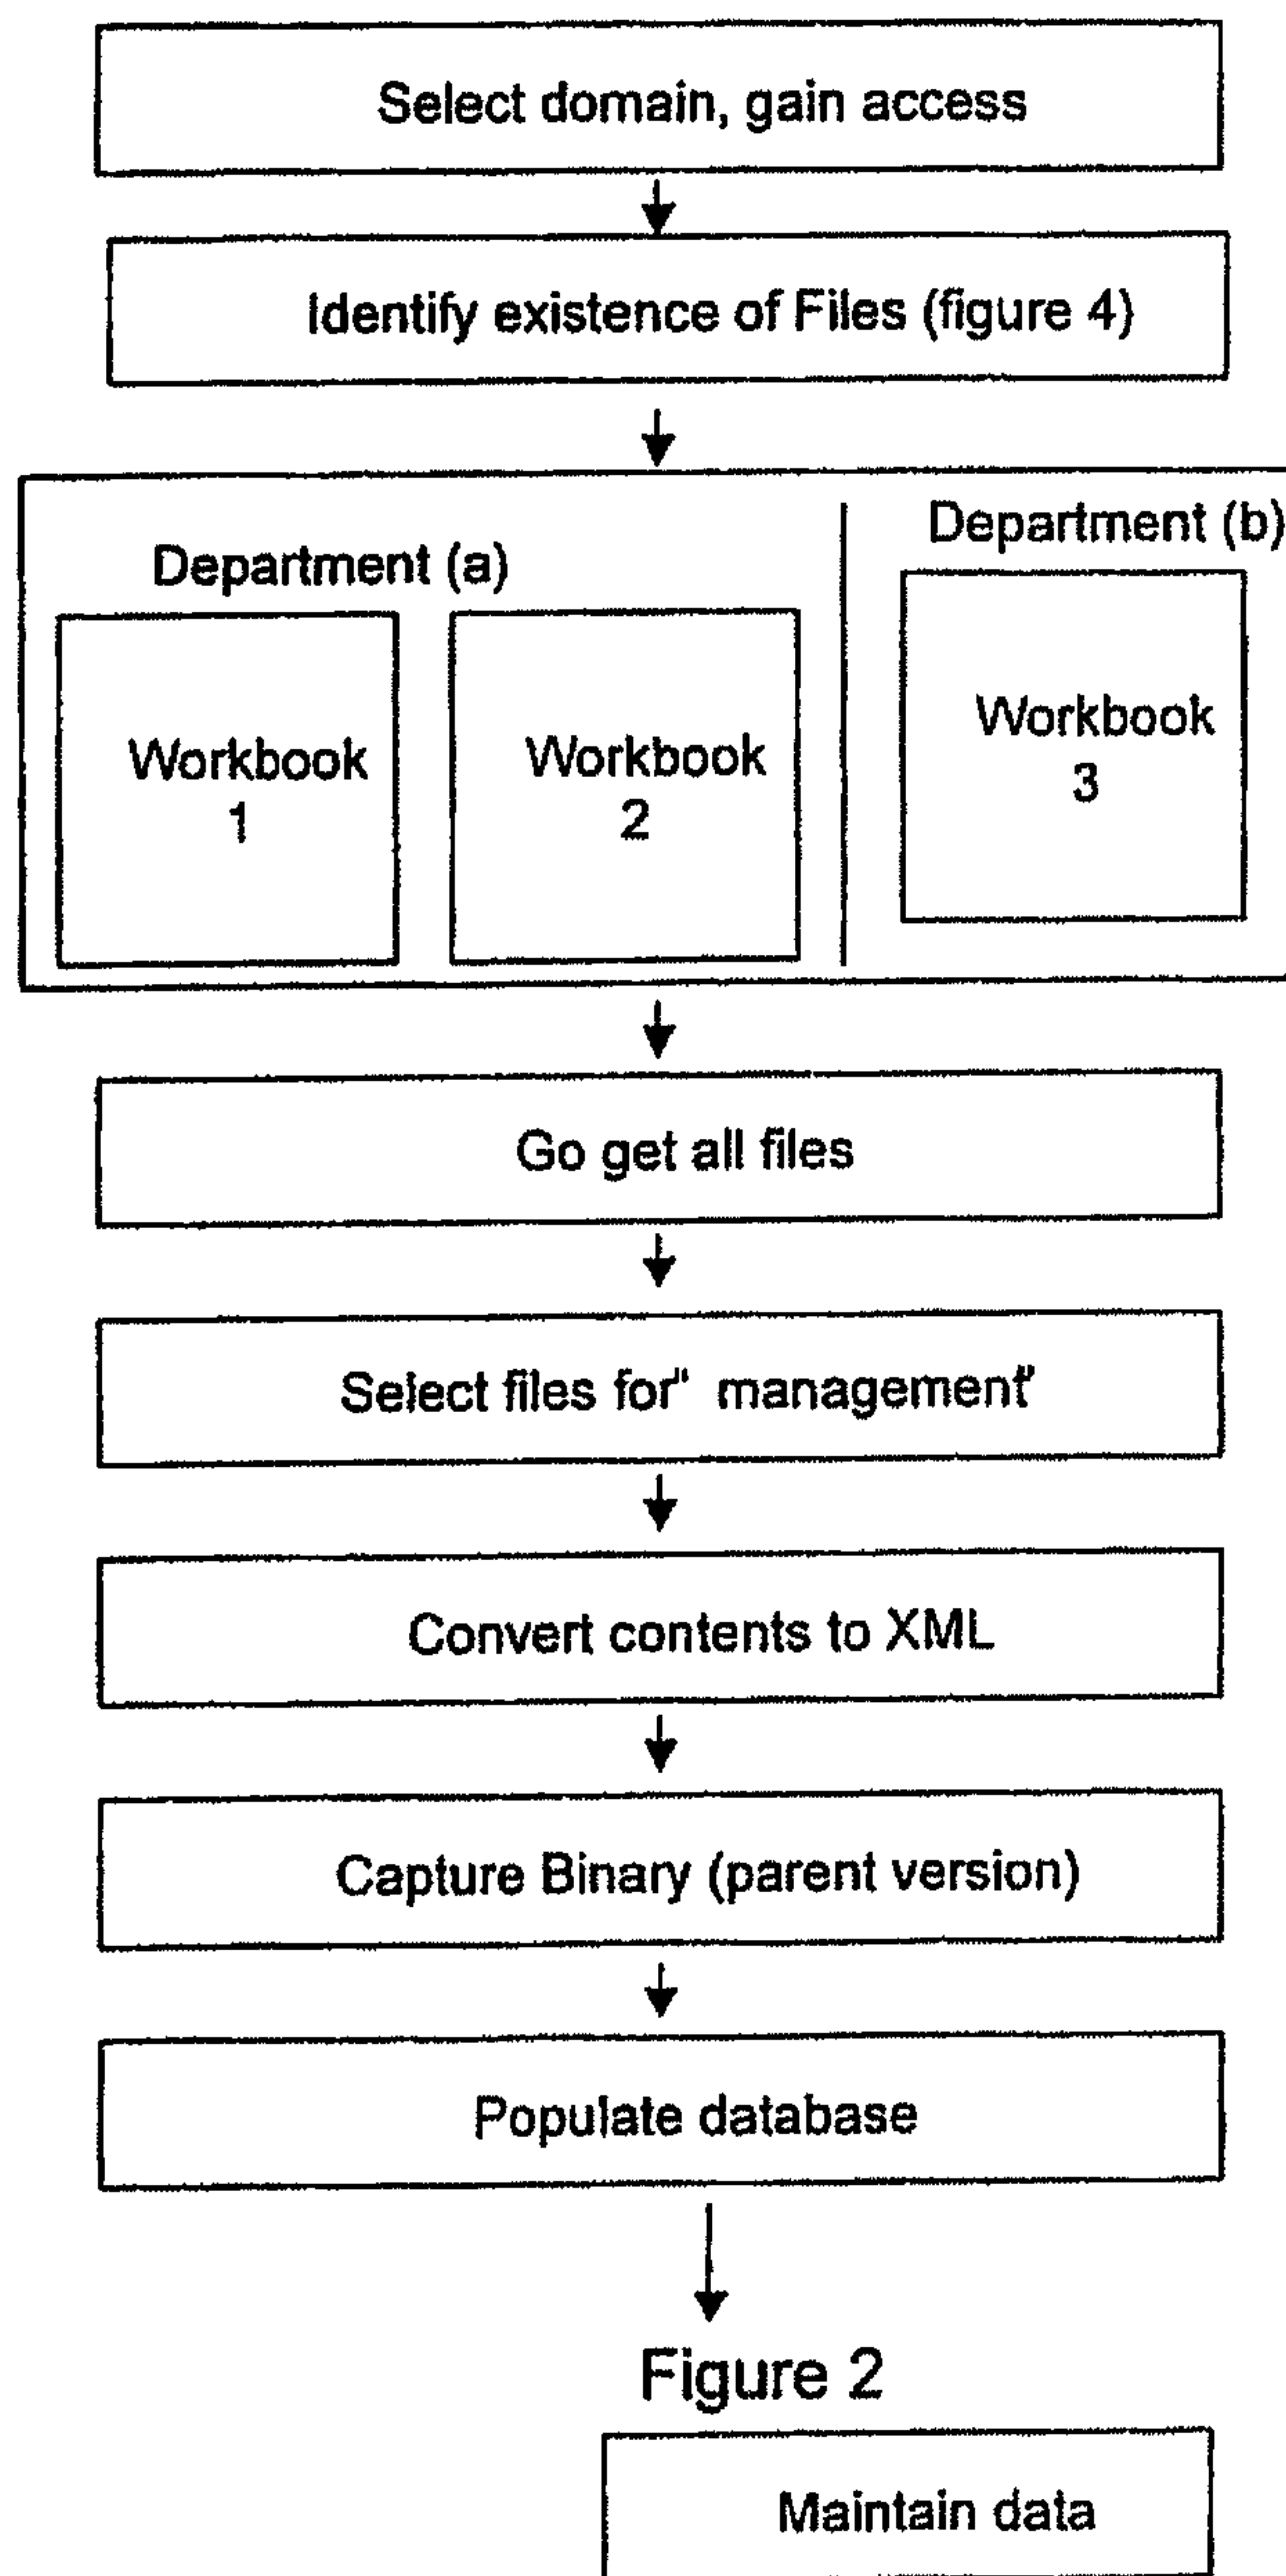 Select domain, gain access
Identify existence of Files (figure 4)
Department (a)
Department (b)
Workbook
1
Workbook
2
Workbook
3
Go get all files
Select files for" management"
Convert contents to XML
Capture Binary (parent version)
Populate database
Figure 2
Maintain data